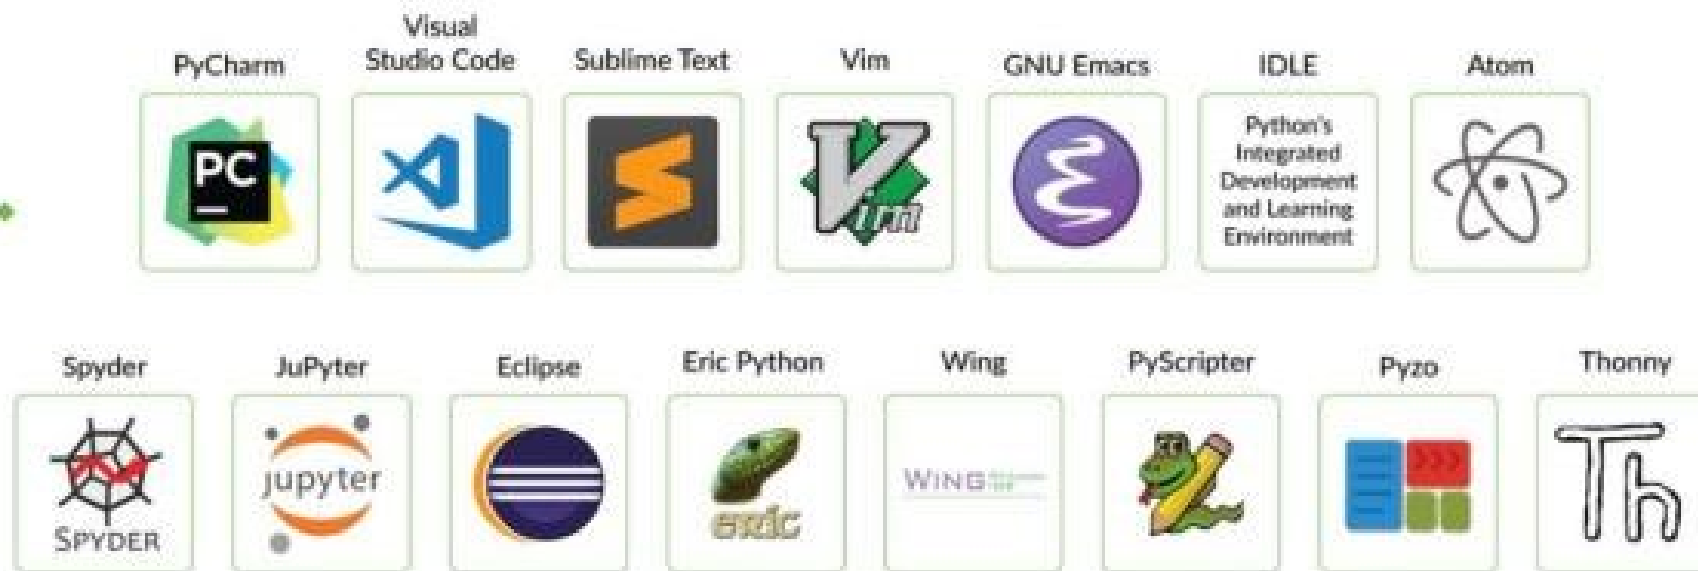 Visual
PyCharm Studio Code Sublime Text Vim GNU Emacs IDLE Atom
PC
Vim
Python's
Integrated
Development
and Learning
Environment
Spyder JuPyter Eclipse Eric Python Wing PyScripter Pyzo Thonny
SPYDER
jupyter
eric
WING
Th